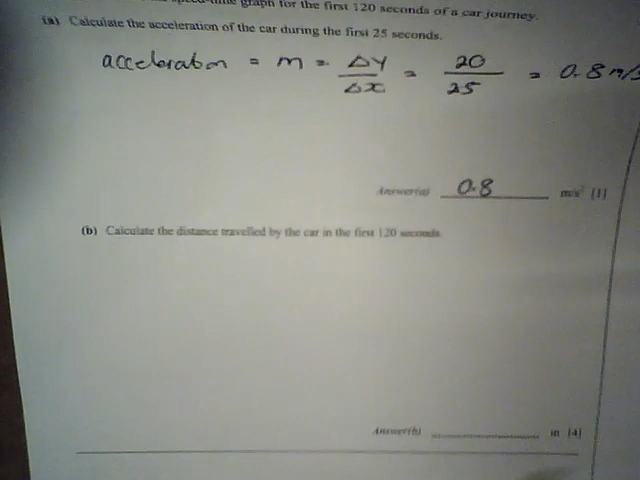 speed-time graph for the first 120 seconds of a car journey.
(a) Calculate the acceleration of the car during the first 25 seconds.
acceleration = m = ΔY/Δx = 20/25 = 0.8 m/s
Answer(a) 0.8 m/s² [1]
(b) Calculate the distance travelled by the car in the first 120 seconds.
Answer(b) m [4]